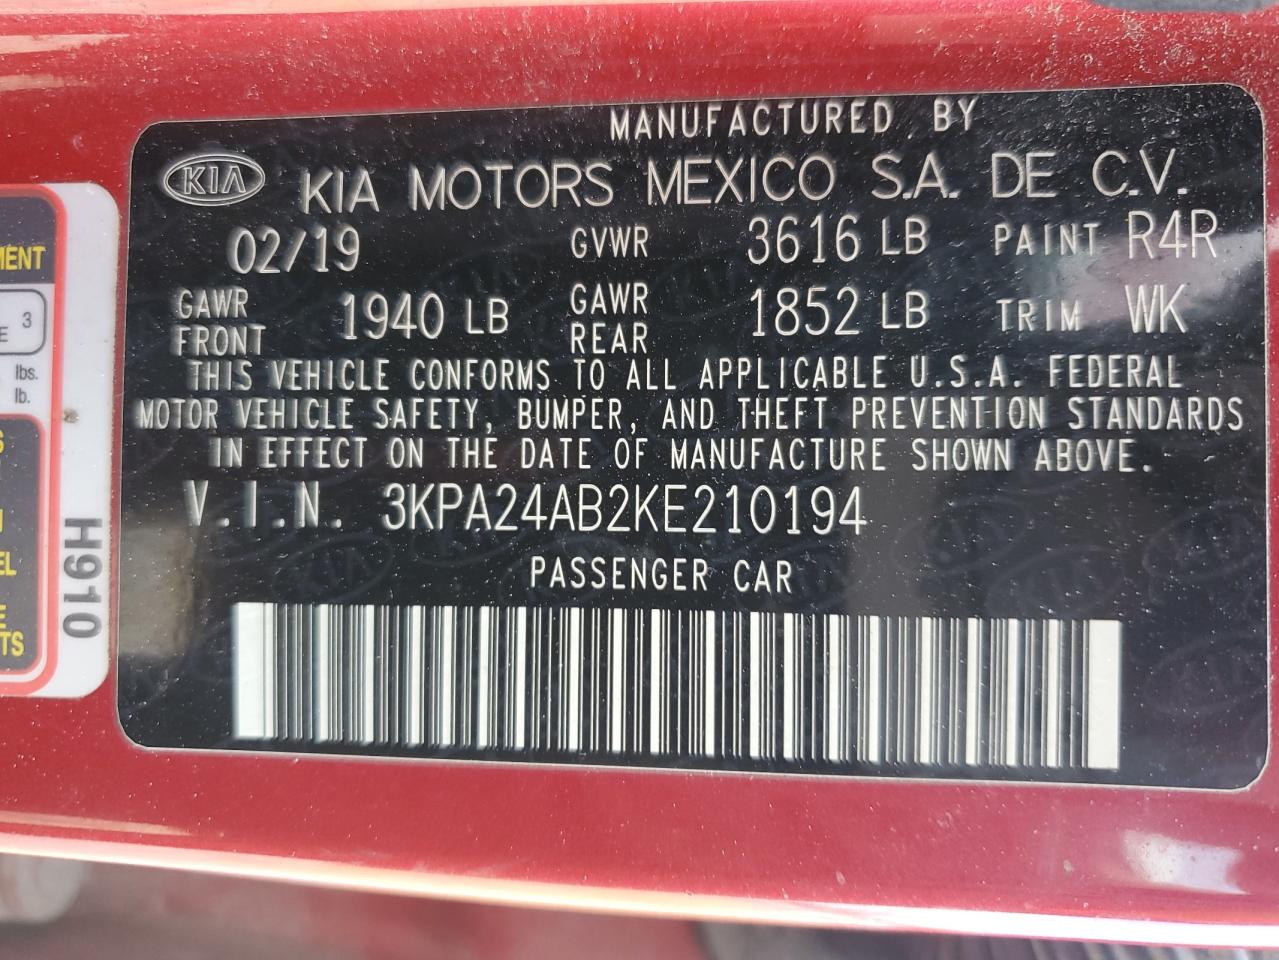 MANUFACTURED BY
KIA KIA MOTORS MEXICO S.A. DE C.V.
02/19 GVWR 3616 LB PAINT R4R
GAWR FRONT 1940 LB GAWR REAR 1852 LB TRIM WK
THIS VEHICLE CONFORMS TO ALL APPLICABLE U.S.A. FEDERAL
MOTOR VEHICLE SAFETY, BUMPER, AND THEFT PREVENTION STANDARDS
IN EFFECT ON THE DATE OF MANUFACTURE SHOWN ABOVE.
V.I.N. 3KPA24AB2KE210194
PASSENGER CAR
3
lbs.
lb.
H910